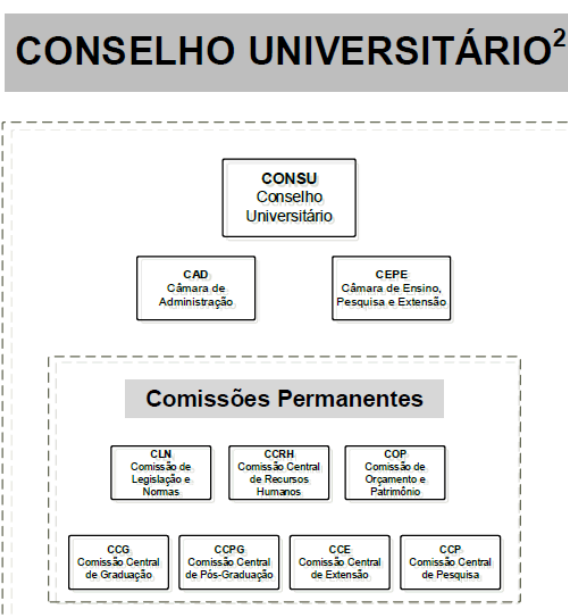 CONSELHO UNIVERSITÁRIO²
CONSU
Conselho
Universitário
CAD
Câmara de
Administração
CEPE
Câmara de Ensino,
Pesquisa e Extensão
Comissões Permanentes
CLN
Comissão de
Legislação e
Normas
CCRH
Comissão Central
de Recursos
Humanos
COP
Comissão de
Orçamento e
Patrimônio
CCG
Comissão Central
de Graduação
CCPG
Comissão Central
de Pós-Graduação
CCE
Comissão Central
de Extensão
CCP
Comissão Central
de Pesquisa